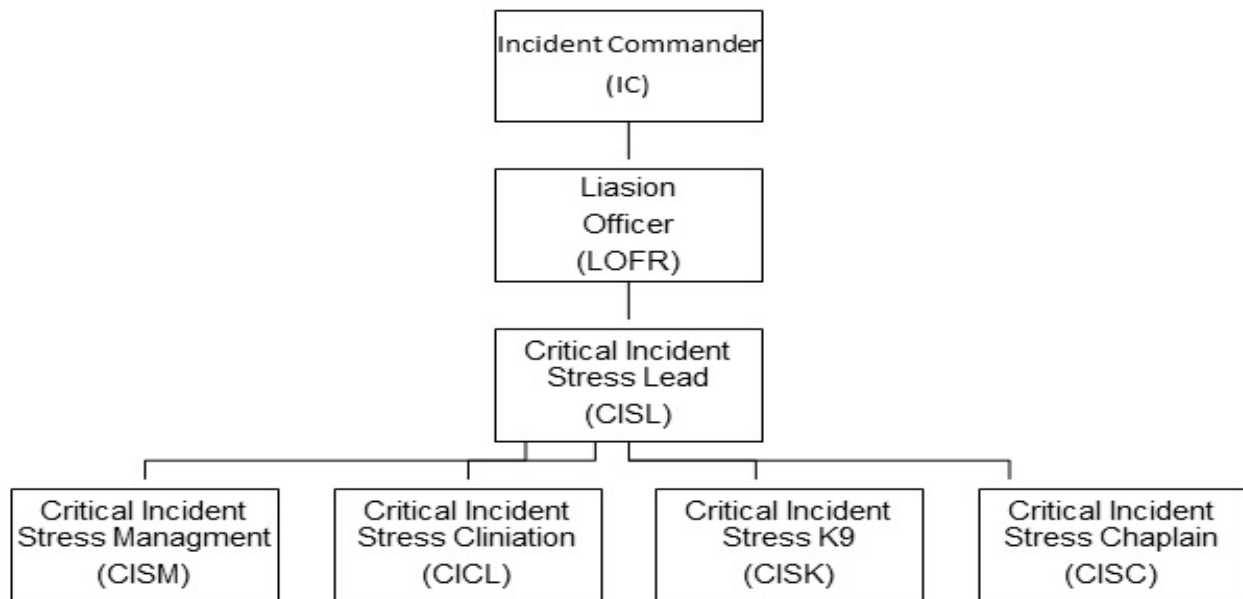 Incident Commander
(IC)
Liasion
Officer
(LOFR)
Critical Incident
Stress Lead
(CISL)
Critical Incident
Stress Managment
(CISM)
Critical Incident
Stress Cliniation
(CICL)
Critical Incident
Stress K9
(CISK)
Critical Incident
Stress Chaplain
(CISC)